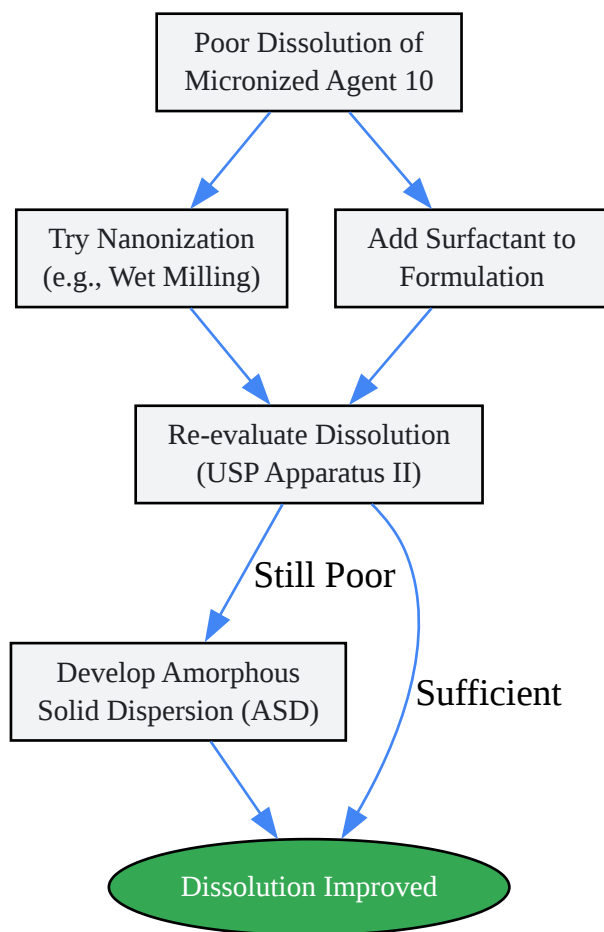 Poor Dissolution of
Micronized Agent 10
Try Nanonization
(e.g., Wet Milling)
Add Surfactant to
Formulation
Re-evaluate Dissolution
(USP Apparatus II)
Still Poor
Develop Amorphous
Solid Dispersion (ASD)
Sufficient
Dissolution Improved